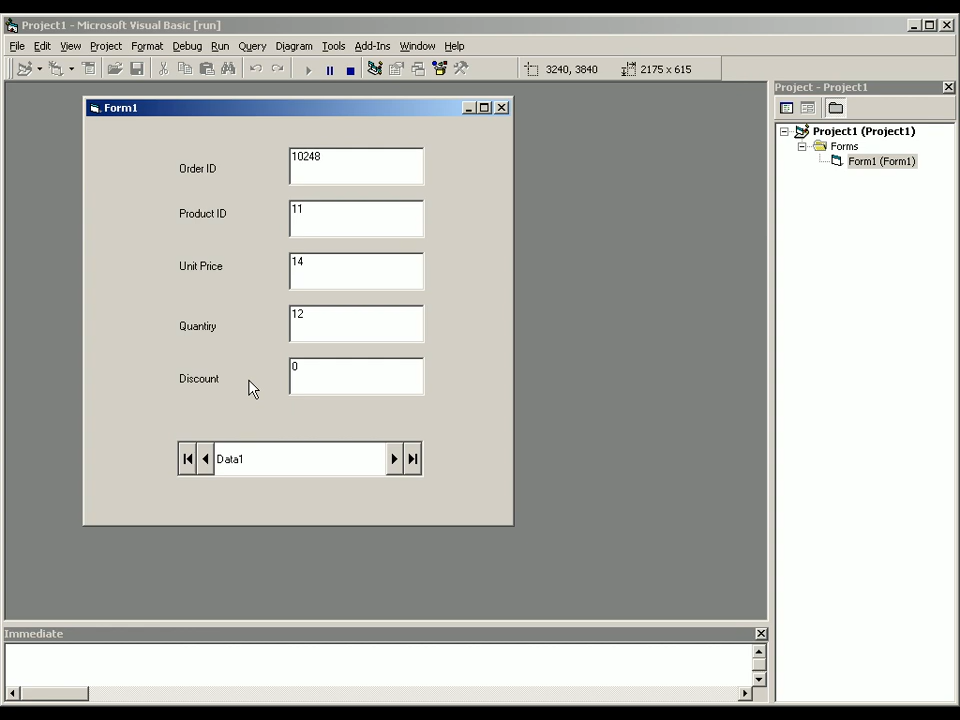 Project1 - Microsoft Visual Basic [run]
File Edit View Project Format Debug Run Query Diagram Tools Add-Ins Window Help
3240, 3840 2175 x 615
Project - Project1
Form1
Project1 (Project1)
Forms
Form1 (Form1)
Order ID 10248
Product ID 11
Unit Price 14
Quantiry 12
Discount 0
Data1
Immediate